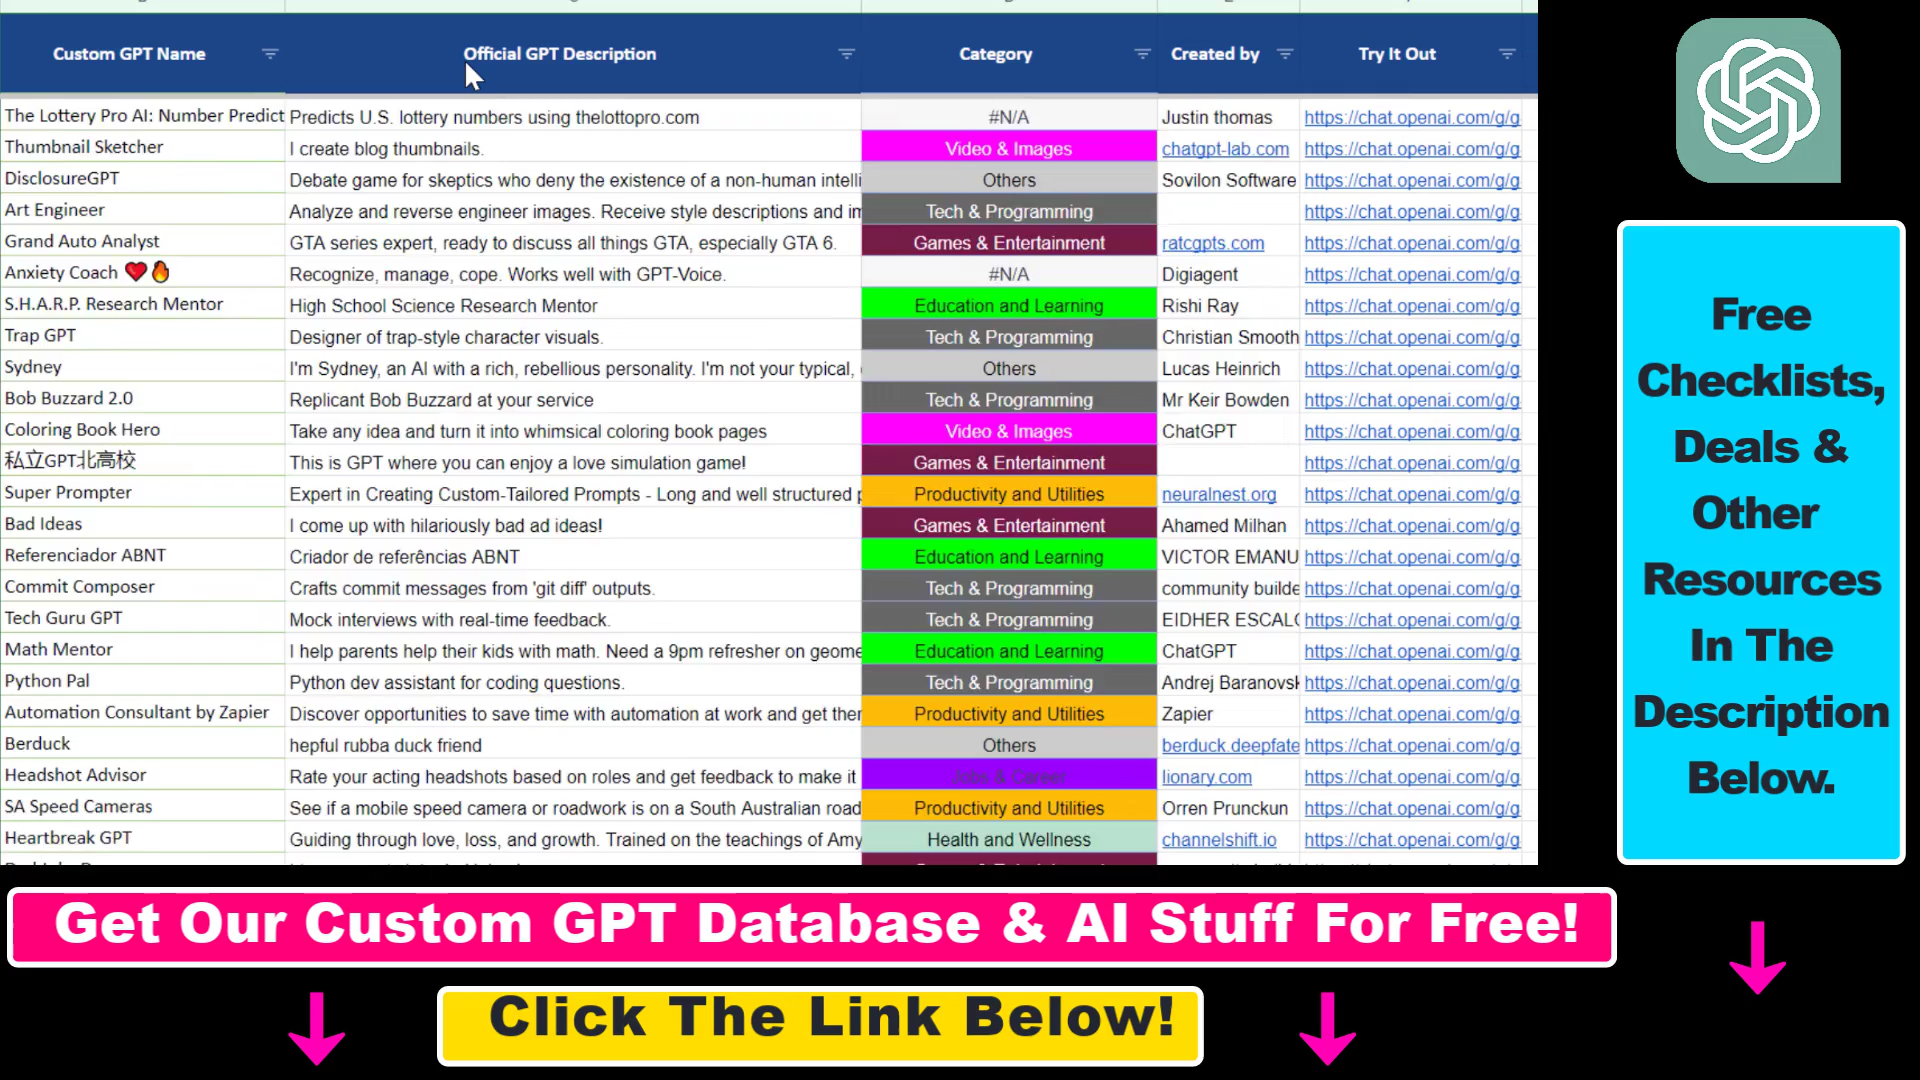 Custom GPT Name Official GPT Description Category Created by Try It Out
The Lottery Pro AI: Number Predict Predicts U.S. lottery numbers using thelottopro.com #N/A Justin thomas https://chat.openai.com/g/g
Thumbnail Sketcher I create blog thumbnails. Video & Images chatgpt-lab.com https://chat.openai.com/g/g
DisclosureGPT Debate game for skeptics who deny the existence of a non-human intelli Others Sovilon Software https://chat.openai.com/g/g
Art Engineer Analyze and reverse engineer images. Receive style descriptions and im Tech & Programming https://chat.openai.com/g/g
Grand Auto Analyst GTA series expert, ready to discuss all things GTA, especially GTA 6. Games & Entertainment ratcgpts.com https://chat.openai.com/g/g
Anxiety Coach ❤️🔥 Recognize, manage, cope. Works well with GPT-Voice. #N/A Digiagent https://chat.openai.com/g/g
S.H.A.R.P. Research Mentor High School Science Research Mentor Education and Learning Rishi Ray https://chat.openai.com/g/g
Trap GPT Designer of trap-style character visuals. Tech & Programming Christian Smooth https://chat.openai.com/g/g
Sydney I'm Sydney, an AI with a rich, rebellious personality. I'm not your typical, Others Lucas Heinrich https://chat.openai.com/g/g
Bob Buzzard 2.0 Replicant Bob Buzzard at your service Tech & Programming Mr Keir Bowden https://chat.openai.com/g/g
Coloring Book Hero Take any idea and turn it into whimsical coloring book pages Video & Images ChatGPT https://chat.openai.com/g/g
私立GPT北高校 This is GPT where you can enjoy a love simulation game! Games & Entertainment https://chat.openai.com/g/g
Super Prompter Expert in Creating Custom-Tailored Prompts - Long and well structured p Productivity and Utilities neuralnest.org https://chat.openai.com/g/g
Bad Ideas I come up with hilariously bad ad ideas! Games & Entertainment Ahamed Milhan https://chat.openai.com/g/g
Referenciador ABNT Criador de referências ABNT Education and Learning VICTOR EMANU https://chat.openai.com/g/g
Commit Composer Crafts commit messages from 'git diff' outputs. Tech & Programming community builde https://chat.openai.com/g/g
Tech Guru GPT Mock interviews with real-time feedback. Tech & Programming EIDHER ESCALC https://chat.openai.com/g/g
Math Mentor I help parents help their kids with math. Need a 9pm refresher on geome Education and Learning ChatGPT https://chat.openai.com/g/g
Python Pal Python dev assistant for coding questions. Tech & Programming Andrej Baranovsk https://chat.openai.com/g/g
Automation Consultant by Zapier Discover opportunities to save time with automation at work and get ther Productivity and Utilities Zapier https://chat.openai.com/g/g
Berduck hepful rubba duck friend Others berduck.deepfate https://chat.openai.com/g/g
Headshot Advisor Rate your acting headshots based on roles and get feedback to make it Jobs & Career lionary.com https://chat.openai.com/g/g
SA Speed Cameras See if a mobile speed camera or roadwork is on a South Australian road Productivity and Utilities Orren Prunckun https://chat.openai.com/g/g
Heartbreak GPT Guiding through love, loss, and growth. Trained on the teachings of Amy Health and Wellness channelshift.io https://chat.openai.com/g/g
Free
Checklists,
Deals &
Other
Resources
In The
Description
Below.
Get Our Custom GPT Database & AI Stuff For Free!
Click The Link Below!